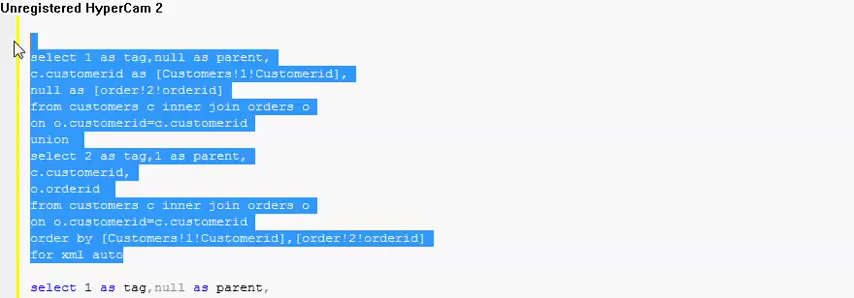 Unregistered HyperCam 2
select 1 as tag,null as parent,
c.customerid as [Customers!1!Customerid],
null as [order!2!orderid]
from customers c inner join orders o
on o.customerid=c.customerid
union
select 2 as tag,1 as parent,
c.customerid,
o.orderid
from customers c inner join orders o
on o.customerid=c.customerid
order by [Customers!1!Customerid],[order!2!orderid]
for xml auto
select 1 as tag,null as parent,